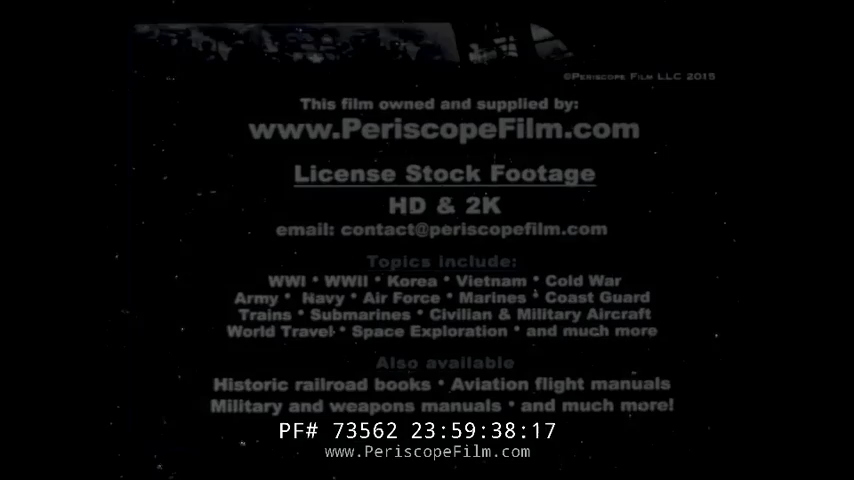 ©Periscope Film LLC 2015
This film owned and supplied by:
www.PeriscopeFilm.com
License Stock Footage
HD & 2K
email: contact@periscopefilm.com
Topics include:
WWI * WWII * Korea * Vietnam * Cold War
Army * Navy * Air Force * Marines * Coast Guard
Trains * Submarines * Civilian & Military Aircraft
World Travel * Space Exploration * and much more
Also available
Historic railroad books * Aviation flight manuals
Military and weapons manuals * and much more!
PF# 73562 23:59:38:17
www.PeriscopeFilm.com